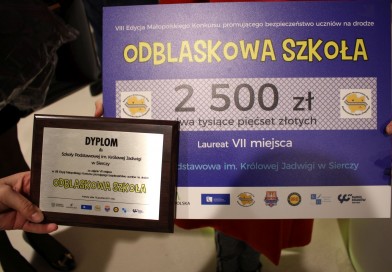 VIII Edycja Małopolskiego Konkursu promującego bezpieczeństwo uczniów na drodze
ODBLASKOWA SZKOŁA
2 500 zł
wa tysiące pięćset złotych
Laureat VII miejsca
odstawowa im. Królowej Jadwigi w Sierczy
DYPLOM
dla
Szkoły Podstawowej im. Królowej Jadwigi
w Sierczy
ODBLASKOWA SZKOŁA